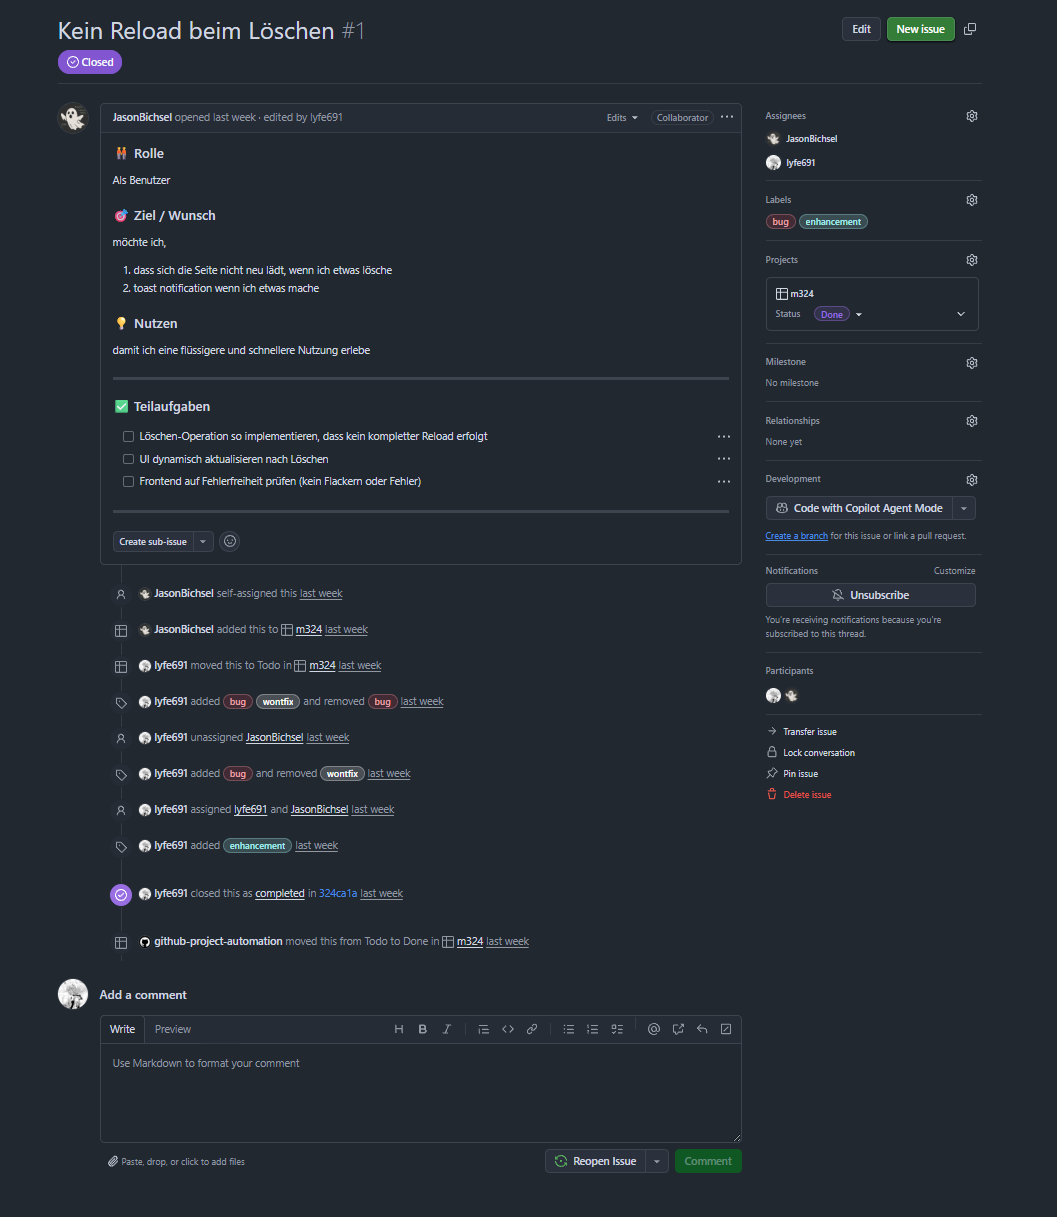 Kein Reload beim Löschen #1
Edit
New issue
Closed
JasonBichsel opened last week · edited by lyfe691
Edits
Collaborator
Rolle
Als Benutzer
Ziel / Wunsch
möchte ich,
1. dass sich die Seite nicht neu lädt, wenn ich etwas lösche
2. toast notification wenn ich etwas mache
Nutzen
damit ich eine flüssigere und schnellere Nutzung erlebe
Teilaufgaben
Löschen-Operation so implementieren, dass kein kompletter Reload erfolgt
UI dynamisch aktualisieren nach Löschen
Frontend auf Fehlerfreiheit prüfen (kein Flackern oder Fehler)
Create sub-issue
JasonBichsel self-assigned this last week
JasonBichsel added this to m324 last week
lyfe691 moved this to Todo in m324 last week
lyfe691 added bug wontfix and removed bug last week
lyfe691 unassigned JasonBichsel last week
lyfe691 added bug and removed wontfix last week
lyfe691 assigned lyfe691 and JasonBichsel last week
lyfe691 added enhancement last week
lyfe691 closed this as completed in 324ca1a last week
github-project-automation moved this from Todo to Done in m324 last week
Add a comment
Write
Preview
H B I
Use Markdown to format your comment
Paste, drop, or click to add files
Reopen Issue
Comment
Assignees
JasonBichsel
lyfe691
Labels
bug enhancement
Projects
m324
Status Done
Milestone
No milestone
Relationships
None yet
Development
Code with Copilot Agent Mode
Create a branch for this issue or link a pull request.
Notifications
Customize
Unsubscribe
You're receiving notifications because you're
subscribed to this thread.
Participants
Transfer issue
Lock conversation
Pin issue
Delete issue